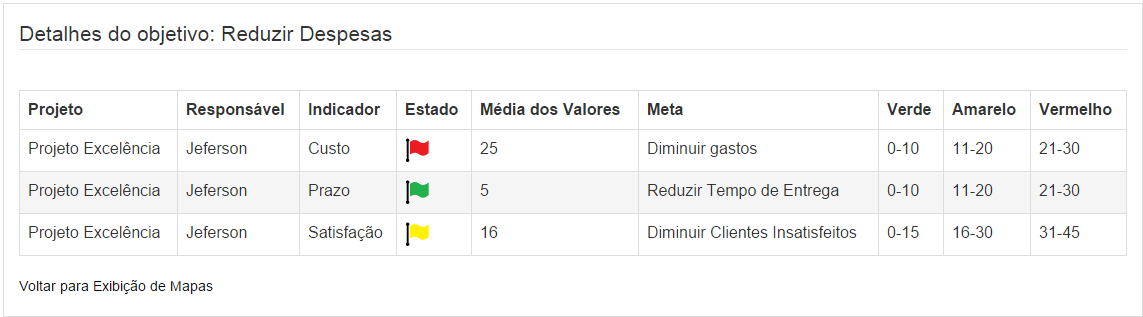 Detalhes do objetivo: Reduzir Despesas
Projeto Responsável Indicador Estado Média dos Valores Meta Verde Amarelo Vermelho
Projeto Excelência Jeferson Custo 25 Diminuir gastos 0-10 11-20 21-30
Projeto Excelência Jeferson Prazo 5 Reduzir Tempo de Entrega 0-10 11-20 21-30
Projeto Excelência Jeferson Satisfação 16 Diminuir Clientes Insatisfeitos 0-15 16-30 31-45
Voltar para Exibição de Mapas